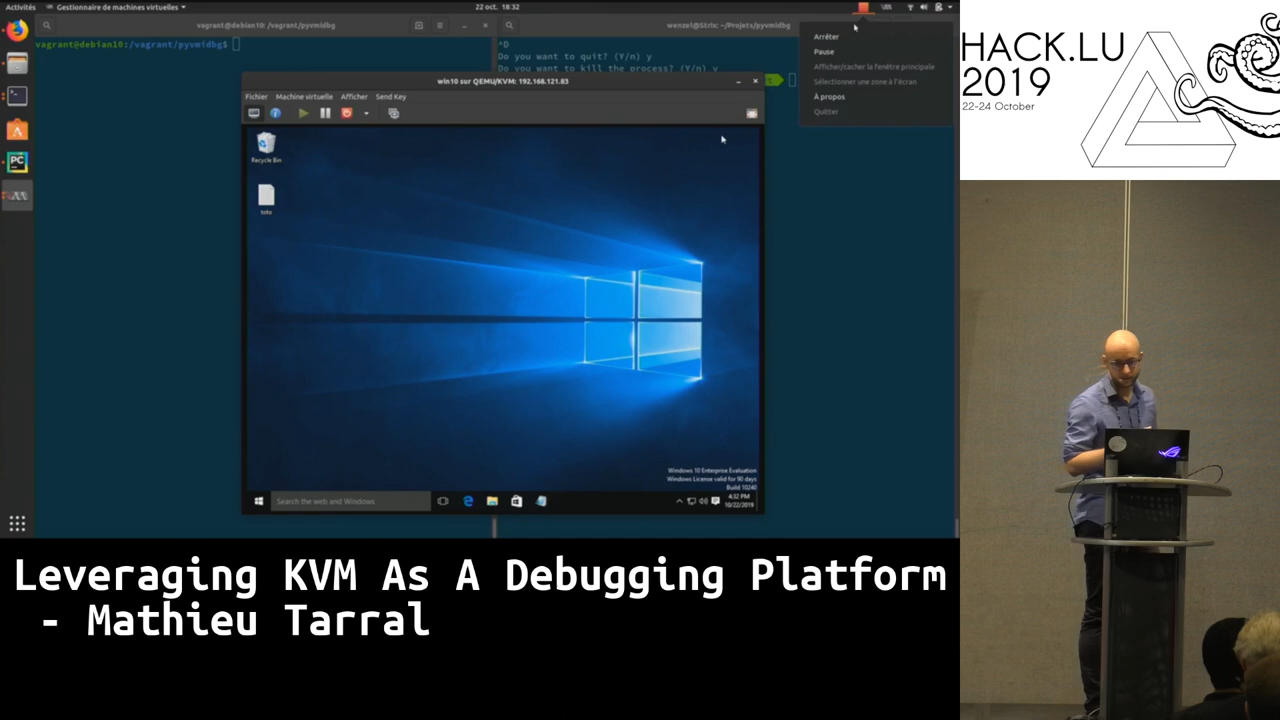 Activités
Gestionnaire de machines virtuelles
22 oct. 18:32
vagrant@debian10: /vagrant/pyvmidbg
wenzel@Strix: ~/Projets/pyvmidbg
vagrant@debian10:/vagrant/pyvmidbg$
^D
Do you want to quit? (Y/n) y
Do you want to kill the process? (Y/n) y
Arrêter
Pause
Afficher/cacher la fenêtre principale
Sélectionner une zone à l'écran
À propos
Quitter
win10 sur QEMU/KVM: 192.168.121.83
Fichier Machine virtuelle Afficher Send Key
Recycle Bin
toto
Windows 10 Enterprise Evaluation
Windows License valid for 90 days
Build 10240
Search the web and Windows
4:32 PM
10/22/2019
PC
HACK.LU
2019
22-24 October
Leveraging KVM As A Debugging Platform
- Mathieu Tarral